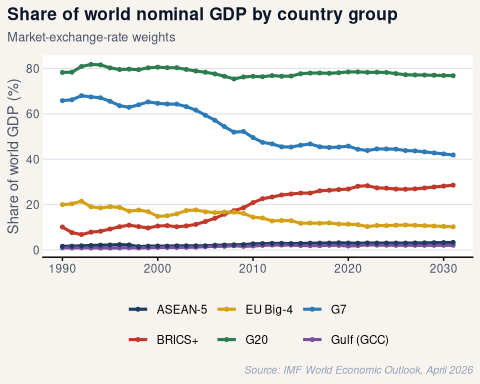 Share of world nominal GDP by country group
Market-exchange-rate weights
Share of world GDP (%)
80
60
40
20
0
1990 2000 2010 2020 2030
ASEAN-5 EU Big-4 G7
BRICS+ G20 Gulf (GCC)
Source: IMF World Economic Outlook, April 2026